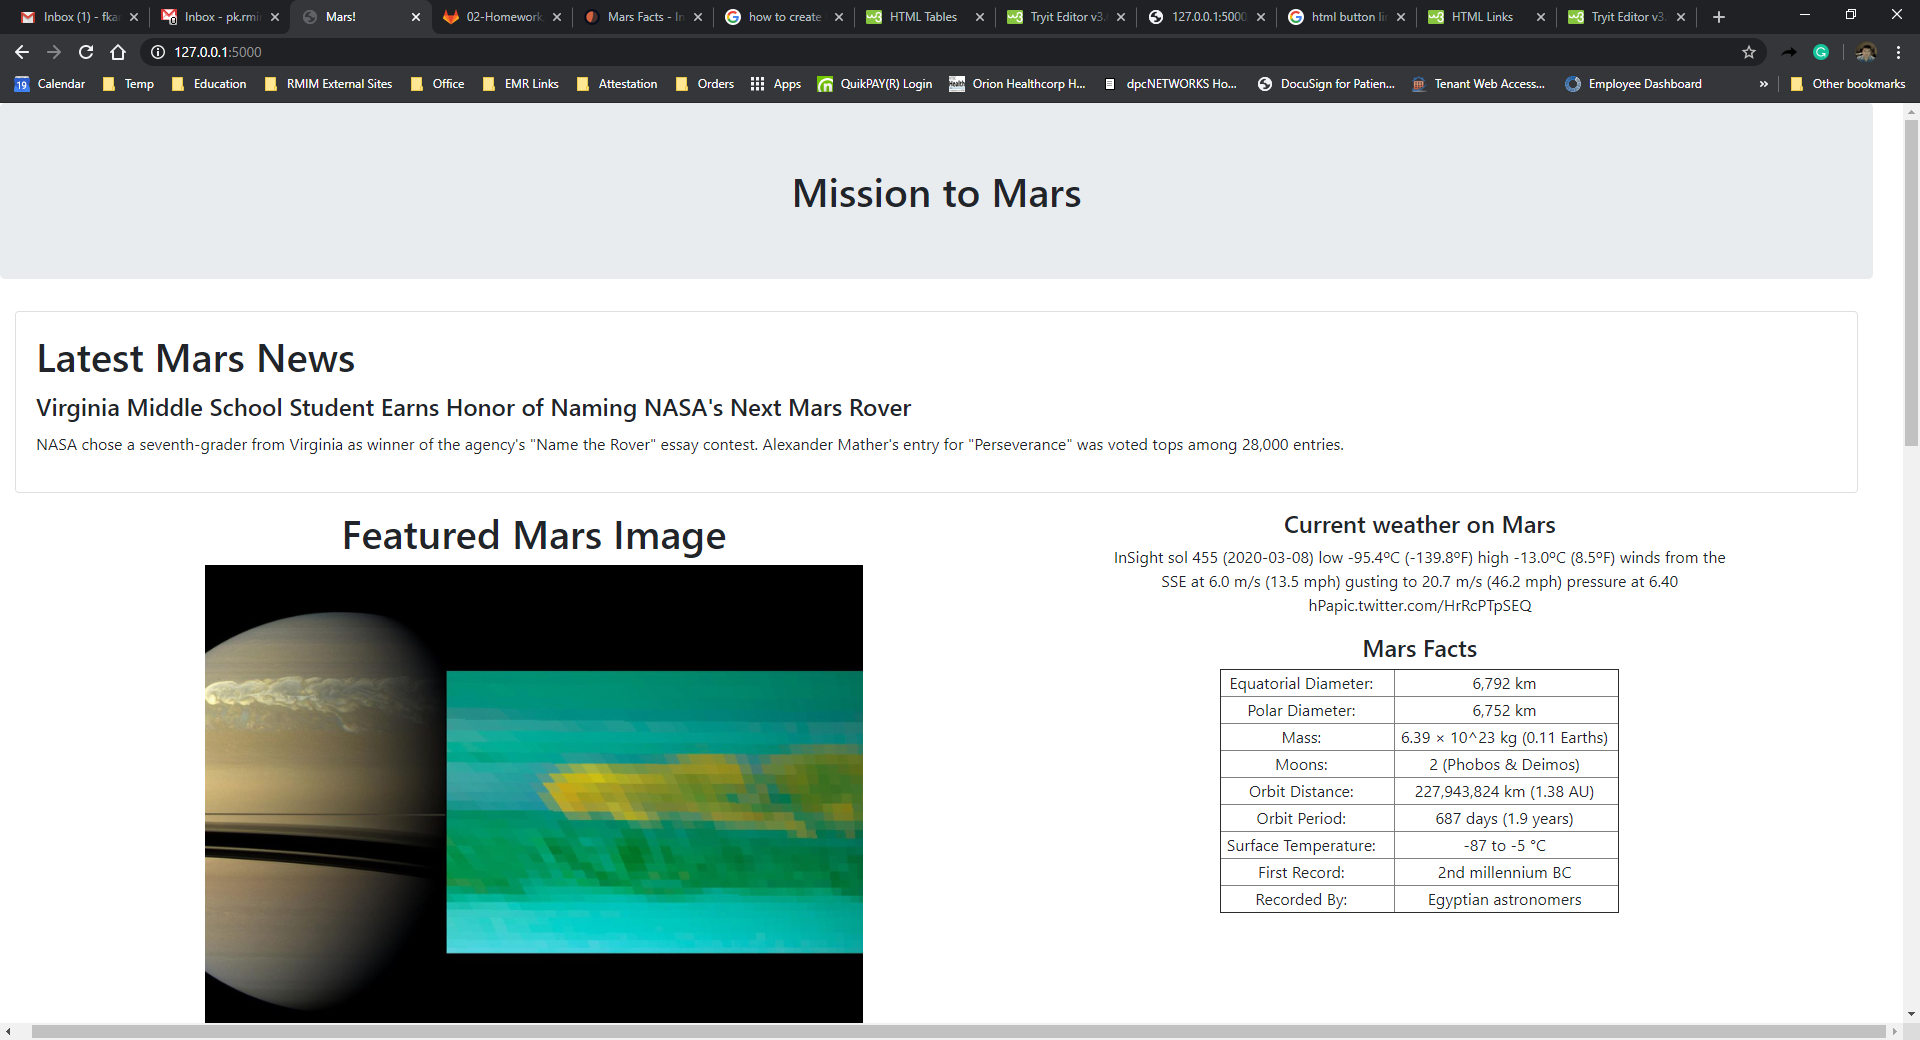 Inbox (1) - fka
Inbox - pk.rmi
Mars!
02-Homework
Mars Facts - In
how to create
HTML Tables
Tryit Editor v3.
127.0.0.1:5000
html button li
HTML Links
Tryit Editor v3.
127.0.0.1:5000
19 Calendar
Temp
Education
RMIM External Sites
Office
EMR Links
Attestation
Orders
Apps
QuikPAY(R) Login
Orion Healthcorp H...
dpcNETWORKS Ho...
DocuSign for Patien...
Tenant Web Access...
Employee Dashboard
»
Other bookmarks
Mission to Mars
Latest Mars News
Virginia Middle School Student Earns Honor of Naming NASA's Next Mars Rover
NASA chose a seventh-grader from Virginia as winner of the agency's "Name the Rover" essay contest. Alexander Mather's entry for "Perseverance" was voted tops among 28,000 entries.
Featured Mars Image
Current weather on Mars
InSight sol 455 (2020-03-08) low -95.4ºC (-139.8ºF) high -13.0ºC (8.5ºF) winds from the
SSE at 6.0 m/s (13.5 mph) gusting to 20.7 m/s (46.2 mph) pressure at 6.40
hPapic.twitter.com/HrRcPTpSEQ
Mars Facts
Equatorial Diameter: 6,792 km
Polar Diameter: 6,752 km
Mass: 6.39 × 10^23 kg (0.11 Earths)
Moons: 2 (Phobos & Deimos)
Orbit Distance: 227,943,824 km (1.38 AU)
Orbit Period: 687 days (1.9 years)
Surface Temperature: -87 to -5 °C
First Record: 2nd millennium BC
Recorded By: Egyptian astronomers